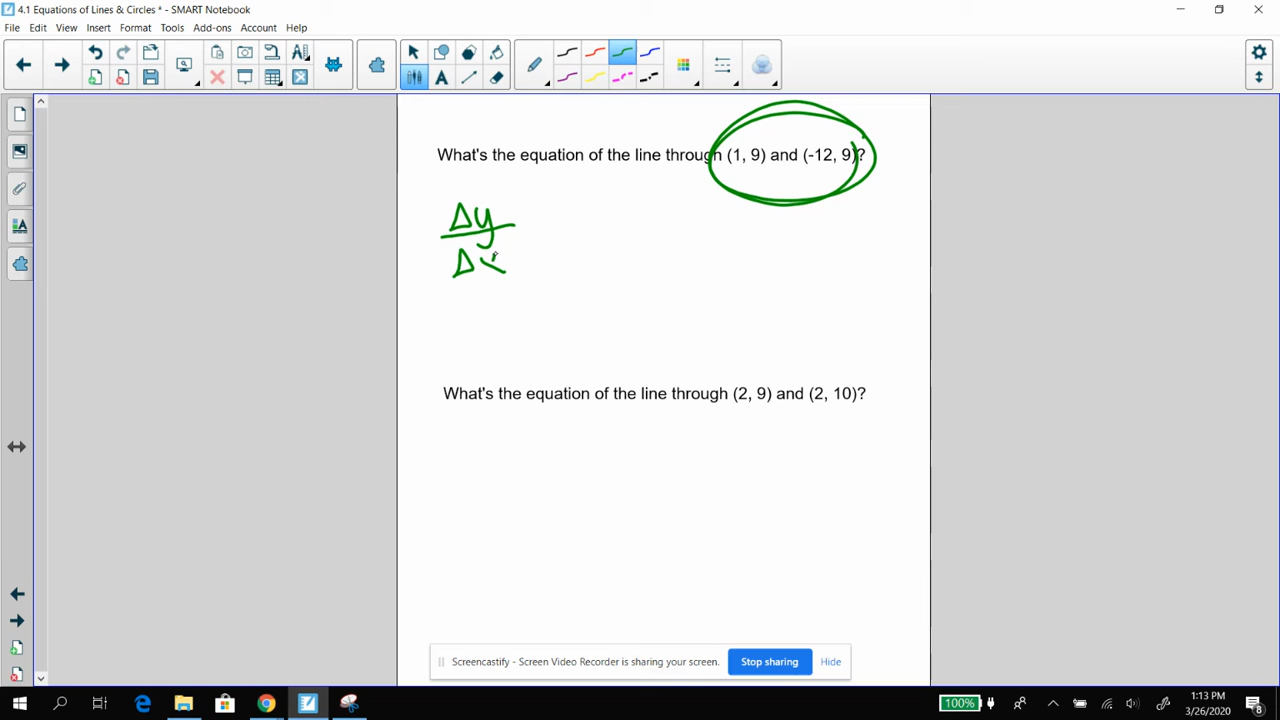 4.1 Equations of Lines & Circles * - SMART Notebook
File Edit View Insert Format Tools Add-ons Account Help
What's the equation of the line through (1, 9) and (-12, 9)?
Δy
Δx
What's the equation of the line through (2, 9) and (2, 10)?
Screencastify - Screen Video Recorder is sharing your screen. Stop sharing Hide
100%
1:13 PM
3/26/2020
8